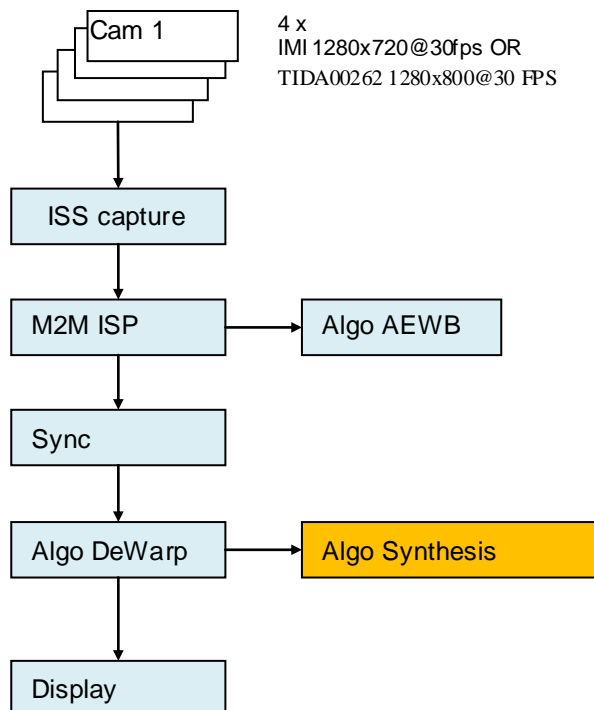 Cam 1
4 x
IMI 1280x720@30fps OR
TIDA00262 1280x800@30 FPS
ISS capture
M2M ISP
Algo AEWB
Sync
Algo DeWarp
Algo Synthesis
Display